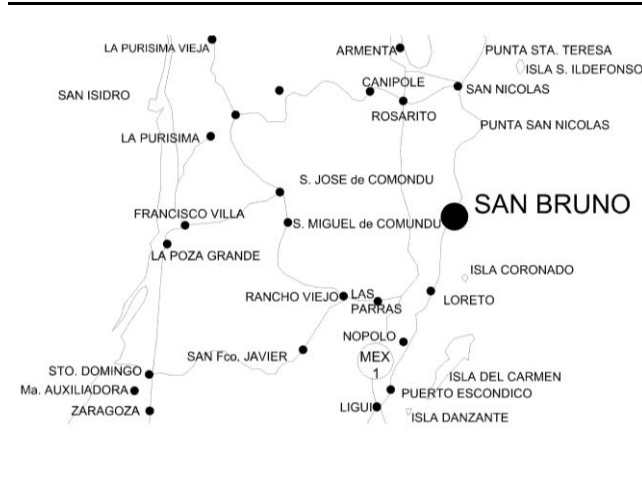 LA PURISIMA VIEJA
ARMENTA
PUNTA STA. TERESA
ISLA S. ILDEFONSO
CANIPOLE
SAN NICOLAS
SAN ISIDRO
ROSARITO
PUNTA SAN NICOLAS
LA PURISIMA
S. JOSE de COMONDU
SAN BRUNO
FRANCISCO VILLA
S. MIGUEL de COMUNDU
LA POZA GRANDE
ISLA CORONADO
RANCHO VIEJO
LAS
PARRAS
LORETO
NOPOLO
SAN Fco. JAVIER
MEX
1
STO. DOMINGO
ISLA DEL CARMEN
Ma. AUXILIADORA
PUERTO ESCONDICO
ZARAGOZA
LIGUI
ISLA DANZANTE